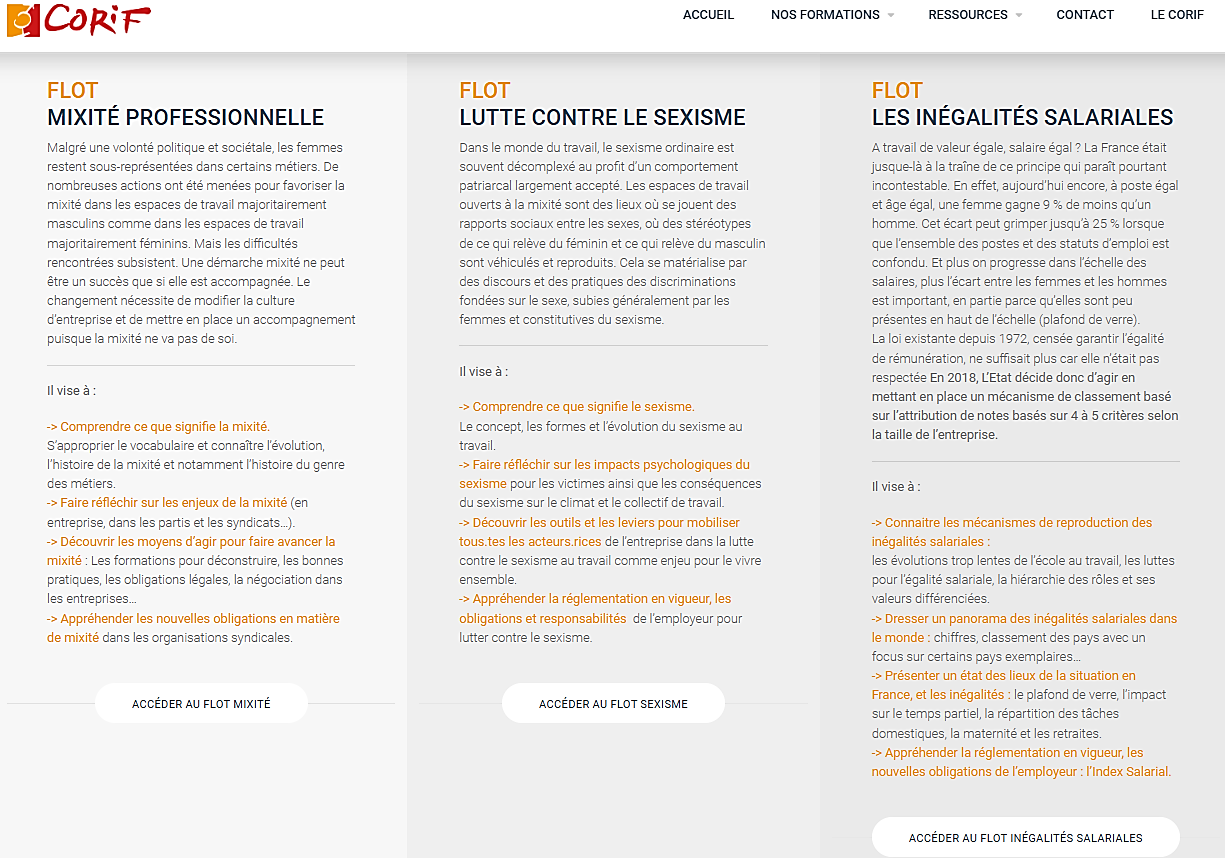 CORIF
ACCUEIL
NOS FORMATIONS
RESSOURCES
CONTACT
LE CORIF
FLOT
MIXITÉ PROFESSIONNELLE
Malgré une volonté politique et sociétale, les femmes
restent sous-représentées dans certains métiers. De
nombreuses actions ont été menées pour favoriser la
mixité dans les espaces de travail majoritairement
masculins comme dans les espaces de travail
majoritairement féminins. Mais les difficultés
rencontrées subsistent. Une démarche mixité ne peut
être un succès que si elle est accompagnée. Le
changement nécessite de modifier la culture
d’entreprise et de mettre en place un accompagnement
puisque la mixité ne va pas de soi.
Il vise à :
-> Comprendre ce que signifie la mixité.
S’approprier le vocabulaire et connaître l’évolution,
l’histoire de la mixité et notamment l’histoire du genre
des métiers.
-> Faire réfléchir sur les enjeux de la mixité (en
entreprise, dans les partis et les syndicats…).
-> Découvrir les moyens d’agir pour faire avancer la
mixité : Les formations pour déconstruire, les bonnes
pratiques, les obligations légales, la négociation dans
les entreprises…
-> Appréhender les nouvelles obligations en matière
de mixité dans les organisations syndicales.
ACCÉDER AU FLOT MIXITÉ
FLOT
LUTTE CONTRE LE SEXISME
Dans le monde du travail, le sexisme ordinaire est
souvent décomplexé au profit d’un comportement
patriarcal largement accepté. Les espaces de travail
ouverts à la mixité sont des lieux où se jouent des
rapports sociaux entre les sexes, où des stéréotypes
de ce qui relève du féminin et ce qui relève du masculin
sont véhiculés et reproduits. Cela se matérialise par
des discours et des pratiques des discriminations
fondées sur le sexe, subies généralement par les
femmes et constitutives du sexisme.
Il vise à :
-> Comprendre ce que signifie le sexisme.
Le concept, les formes et l’évolution du sexisme au
travail.
-> Faire réfléchir sur les impacts psychologiques du
sexisme pour les victimes ainsi que les conséquences
du sexisme sur le climat et le collectif de travail.
-> Découvrir les outils et les leviers pour mobiliser
tous.tes les acteurs.rices de l’entreprise dans la lutte
contre le sexisme au travail comme enjeu pour le vivre
ensemble.
-> Appréhender la réglementation en vigueur, les
obligations et responsabilités de l’employeur pour
lutter contre le sexisme.
ACCÉDER AU FLOT SEXISME
FLOT
LES INÉGALITÉS SALARIALES
A travail de valeur égale, salaire égal ? La France était
jusque-là à la traîne de ce principe qui paraît pourtant
incontestable. En effet, aujourd’hui encore, à poste égal
et âge égal, une femme gagne 9 % de moins qu’un
homme. Cet écart peut grimper jusqu’à 25 % lorsque
que l’ensemble des postes et des statuts d’emploi est
confondu. Et plus on progresse dans l’échelle des
salaires, plus l’écart entre les femmes et les hommes
est important, en partie parce qu’elles sont peu
présentes en haut de l’échelle (plafond de verre).
La loi existante depuis 1972, censée garantir l’égalité
de rémunération, ne suffisait plus car elle n’était pas
respectée En 2018, L’Etat décide donc d’agir en
mettant en place un mécanisme de classement basé
sur l’attribution de notes basés sur 4 à 5 critères selon
la taille de l’entreprise.
Il vise à :
-> Connaitre les mécanismes de reproduction des
inégalités salariales :
les évolutions trop lentes de l’école au travail, les luttes
pour l’égalité salariale, la hiérarchie des rôles et ses
valeurs différenciées.
-> Dresser un panorama des inégalités salariales dans
le monde : chiffres, classement des pays avec un
focus sur certains pays exemplaires…
-> Présenter un état des lieux de la situation en
France, et les inégalités : le plafond de verre, l’impact
sur le temps partiel, la répartition des tâches
domestiques, la maternité et les retraites.
-> Appréhender la réglementation en vigueur, les
nouvelles obligations de l’employeur : l’Index Salarial.
ACCÉDER AU FLOT INÉGALITÉS SALARIALES